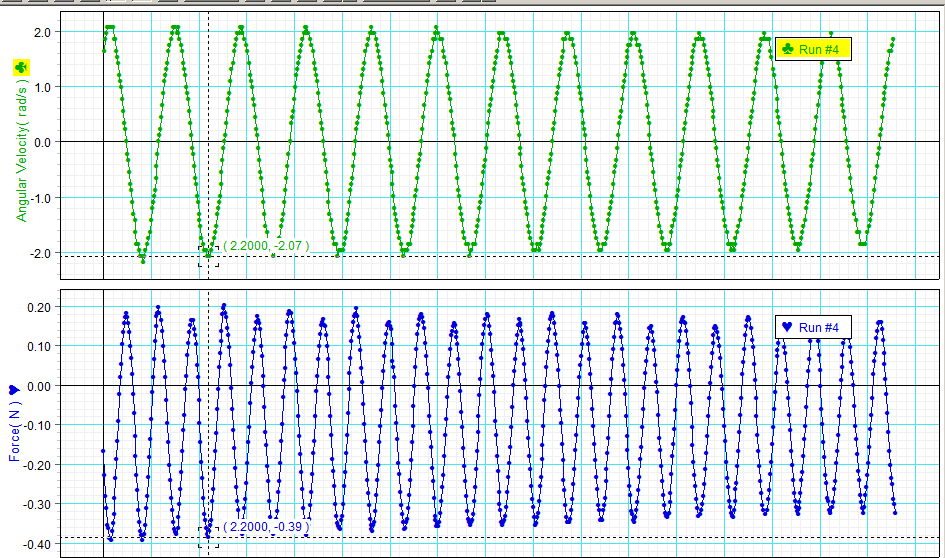 2.0
1.0
0.0
-1.0
-2.0
Angular Velocity( rad/s )
♣ Run #4
( 2.2000, -2.07 )
0.20
0.10
0.00
-0.10
-0.20
-0.30
-0.40
Force( N ) ♥
♥ Run #4
( 2.2000, -0.39 )